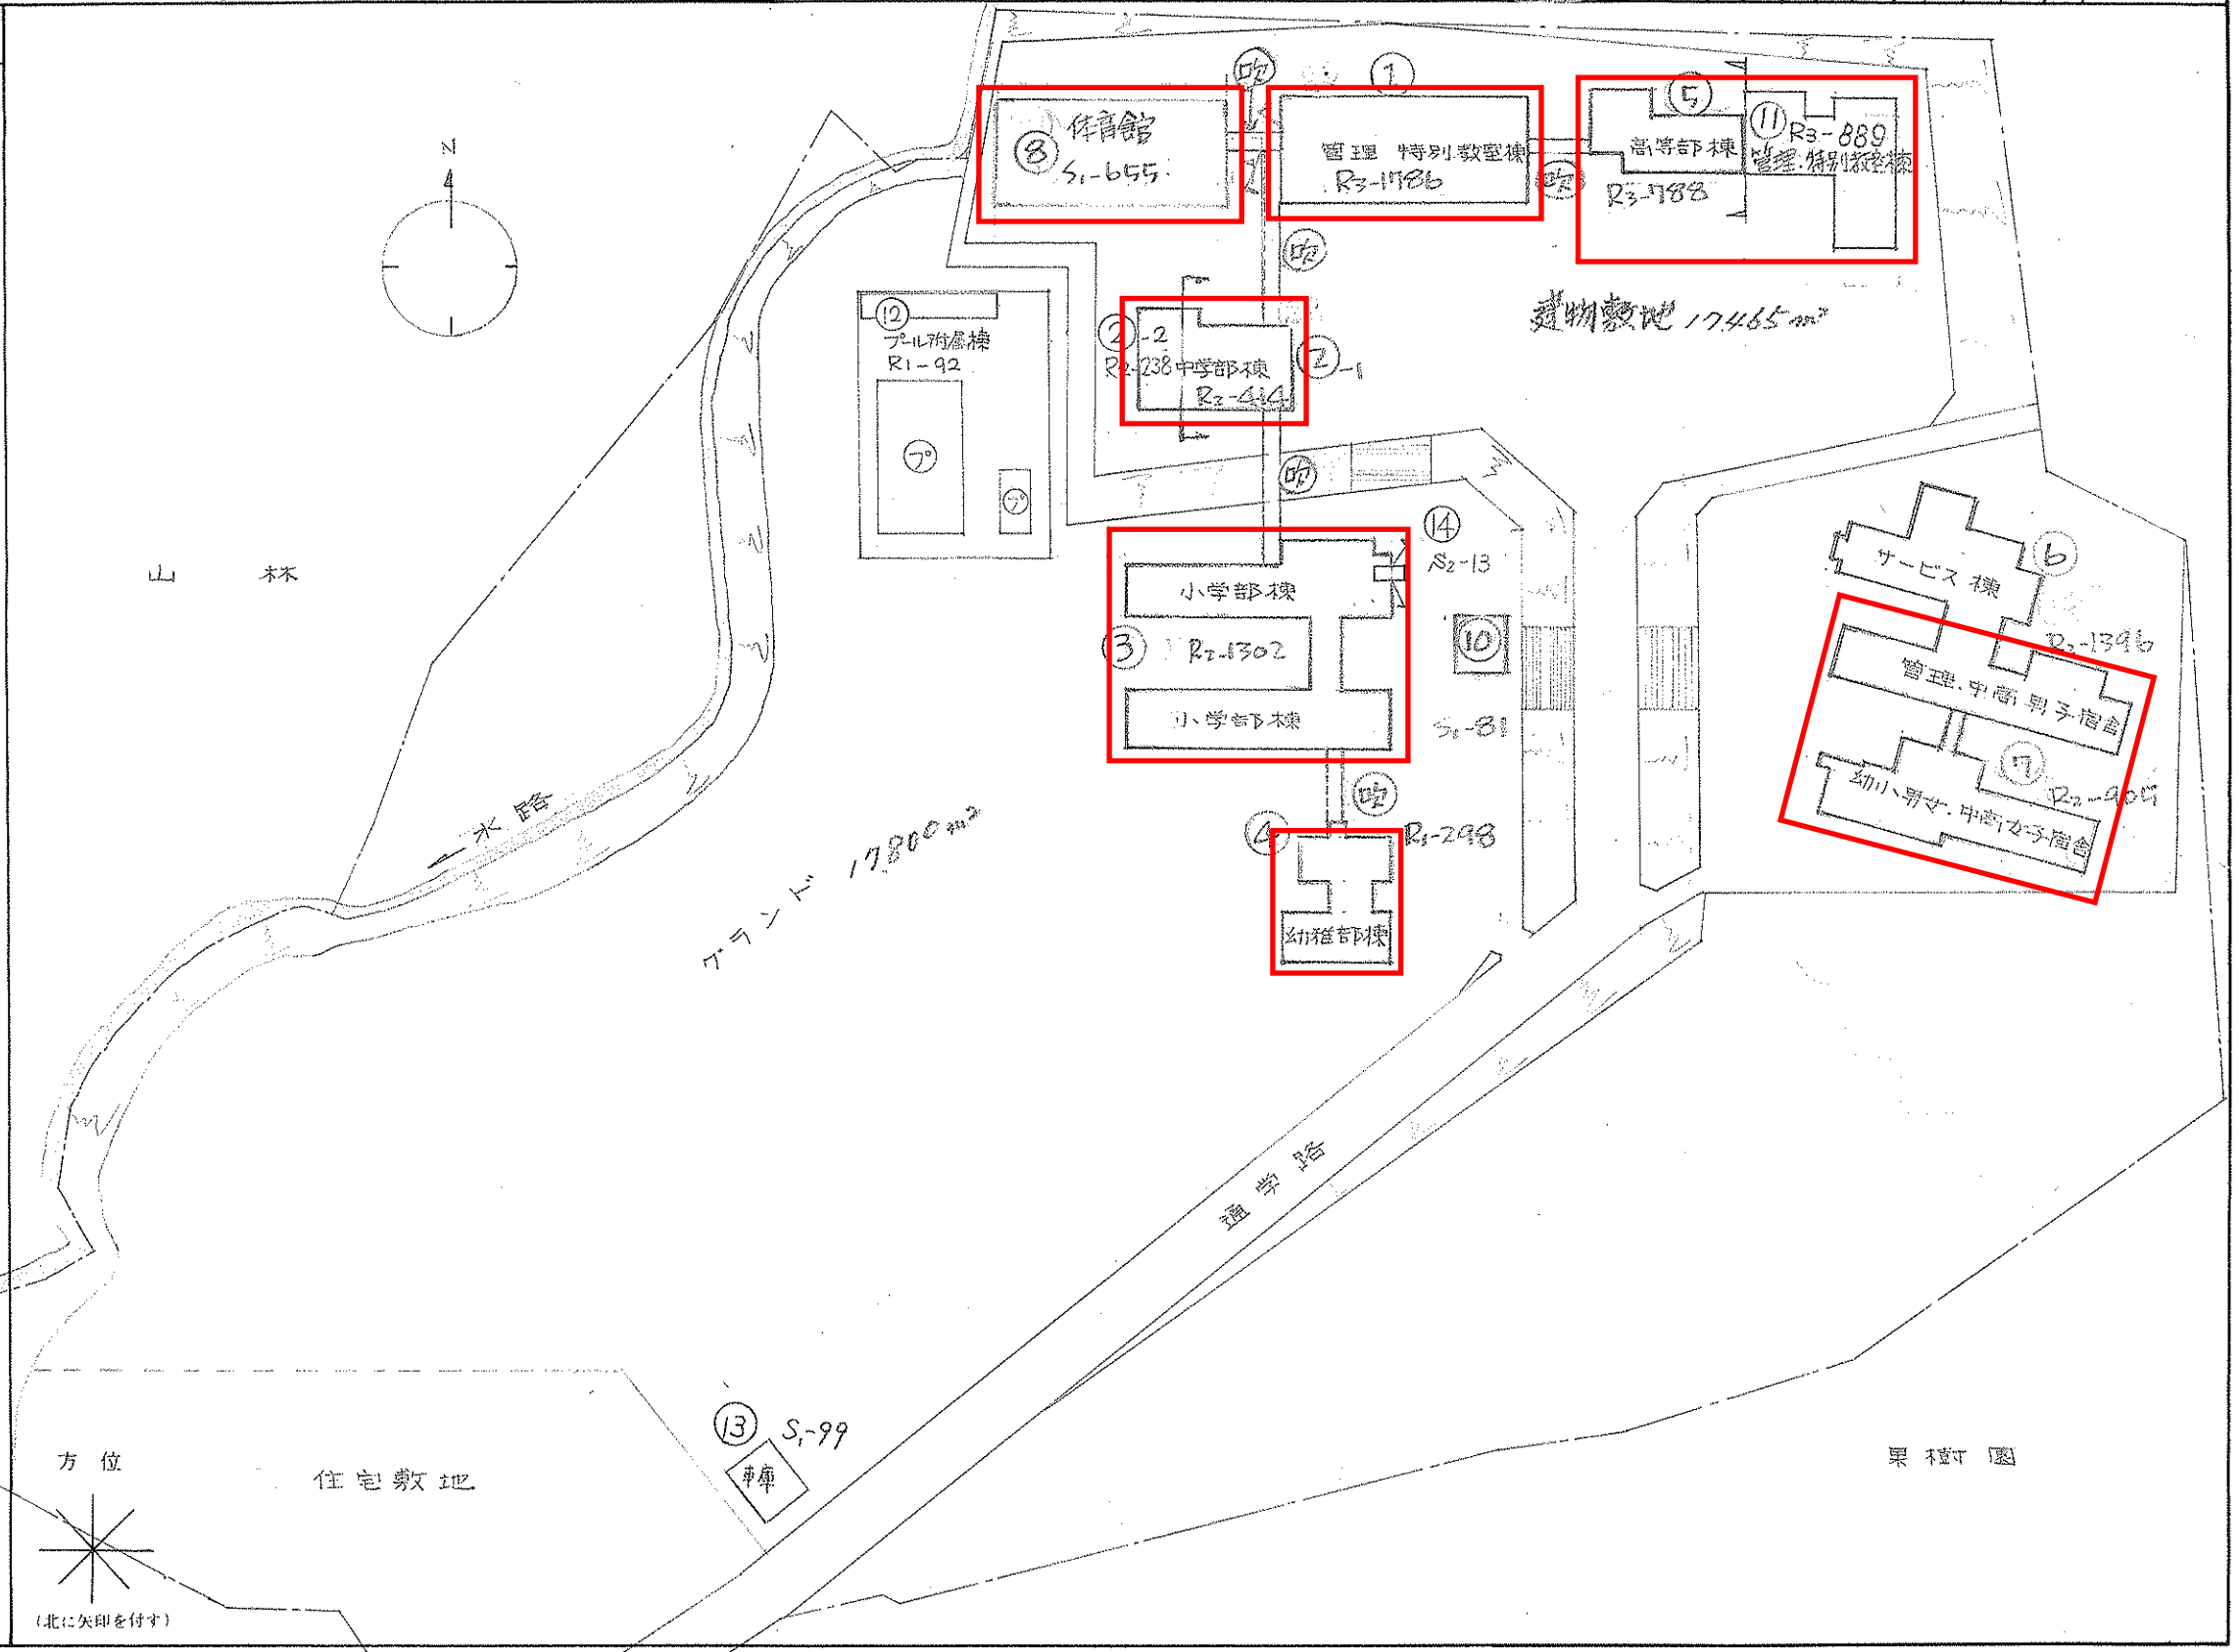 吹
①
⑤
⑧
体育館
S₁-655
管理 特別教室棟
R3-1786
吹
高等部棟
R3-788
⑪
R3-889
管理・特別教室棟
N
吹
建物敷地 17465m²
⑫
プール附属棟
R1-92
プ
プ
②-2
R2-238
中学部棟
R2-414
②-1
吹
⑭
S2-13
山林
小学部棟
③
R2-1302
小学部棟
⑩
S1-81
⑥
サービス棟
R2-1396
管理・中高男子宿舎
⑦
R2-905
幼小男女・中高女子宿舎
吹
④
R1-298
幼稚部棟
水路
グランド 17800m²
通学路
⑬
S1-99
車庫
方位
住宅敷地
果樹園
(北に矢印を付す)